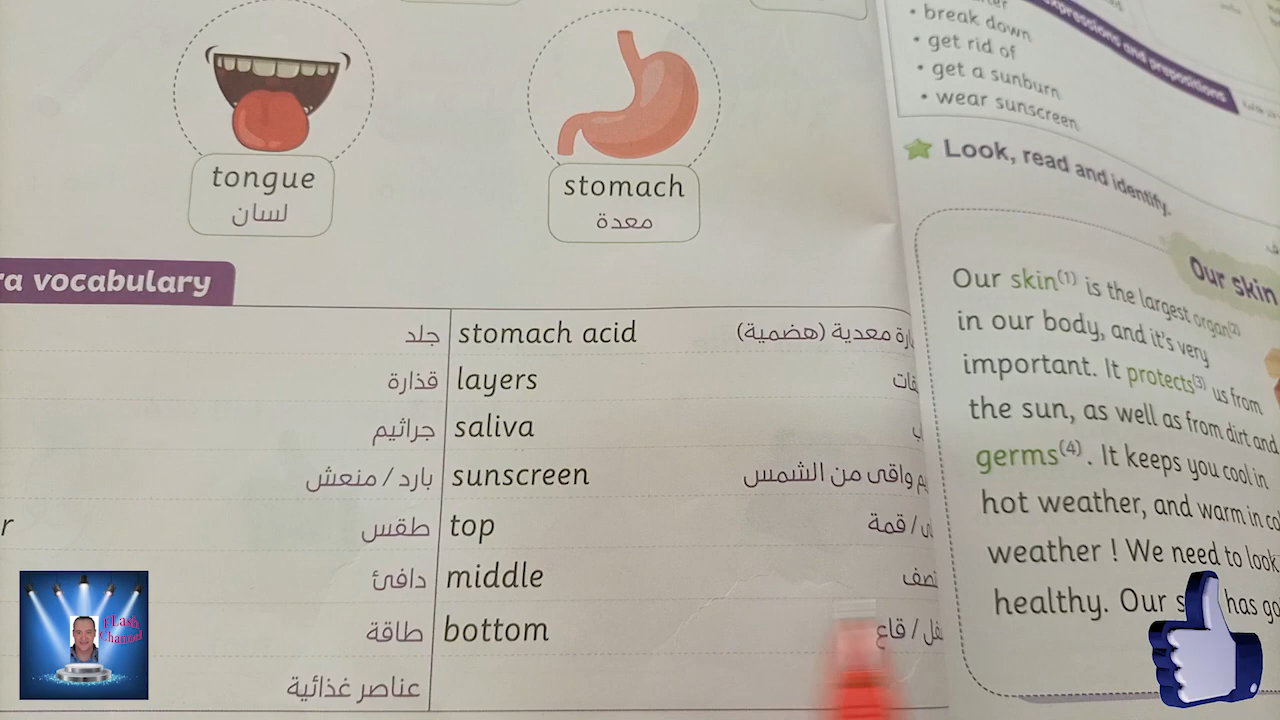 tongue
لسان
stomach
معدة
vocabulary
جلد
stomach acid
معدية (هضمية)
قذارة
layers
جراثيم
saliva
بارد / منعش
sunscreen
واقى من الشمس
طقس
top
/ قمة
دافئ
middle
طاقة
bottom
/ قاع
عناصر غذائية
• break down
• get rid of
• get a sunburn
• wear sunscreen
expressions and prepositions
Look, read and identify.
Our skin
Our skin(1) is the largest organ(2)
in our body, and it's very
important. It protects(3) us from
the sun, as well as from dirt and
germs(4). It keeps you cool in
hot weather, and warm in
weather ! We need to look
healthy. Our has
Flash
Channel